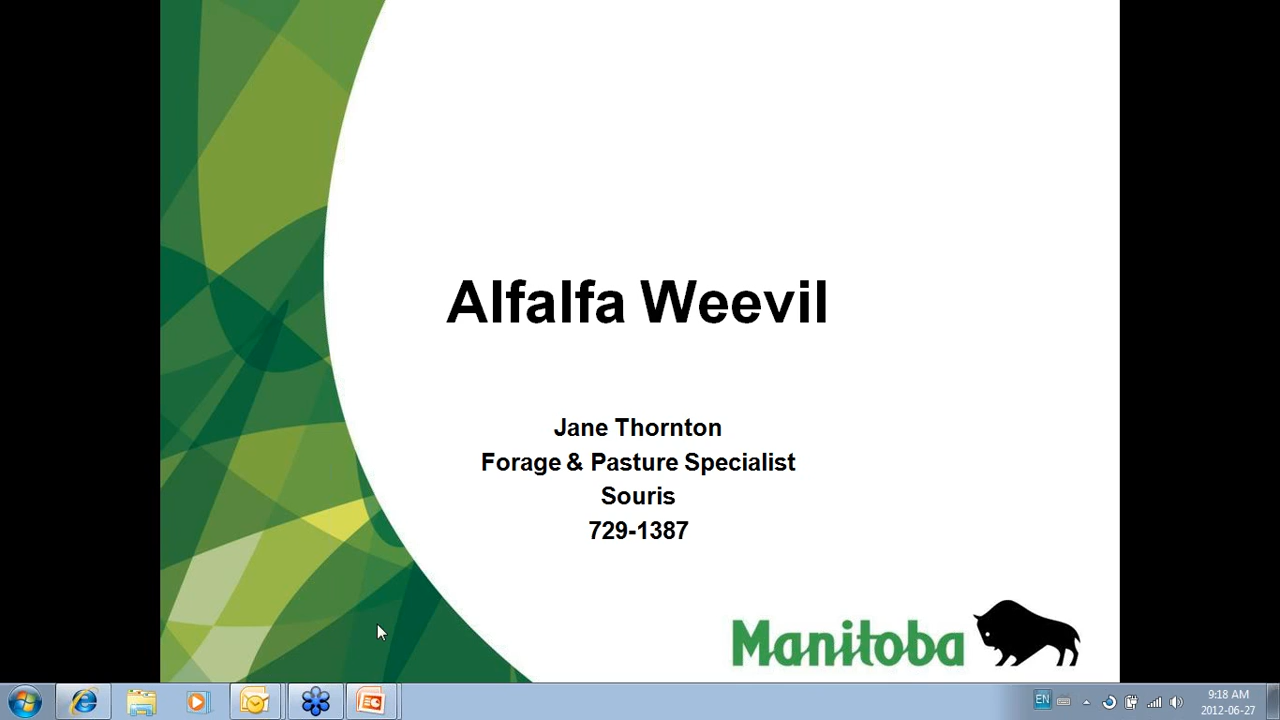 Alfalfa Weevil
Jane Thornton
Forage & Pasture Specialist
Souris
729-1387
Manitoba
EN
9:18 AM
2012-06-27